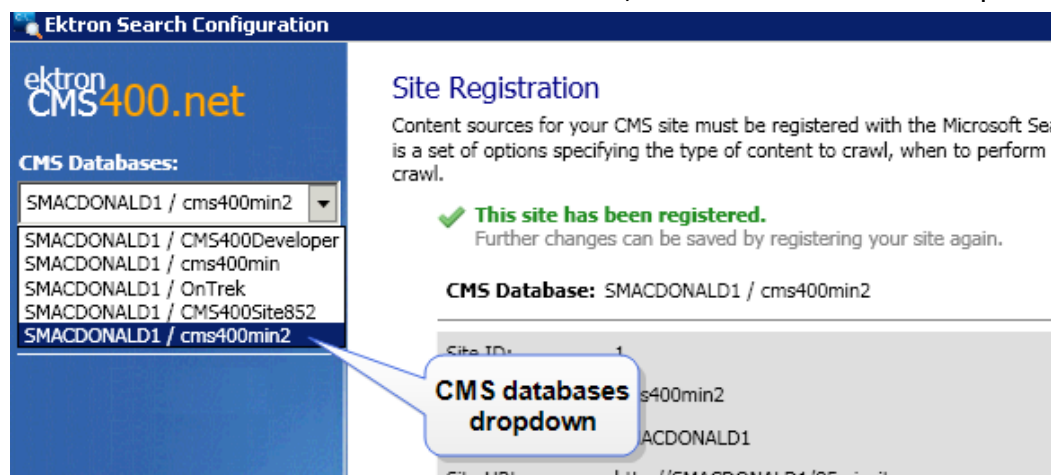 Ektron Search Configuration
ektron
CMS400.net
CMS Databases:
SMACDONALD1 / cms400min2
SMACDONALD1 / CMS400Developer
SMACDONALD1 / cms400min
SMACDONALD1 / OnTrek
SMACDONALD1 / CMS400Site852
SMACDONALD1 / cms400min2
Site Registration
Content sources for your CMS site must be registered with the Microsoft Sea
is a set of options specifying the type of content to crawl, when to perform
crawl.
This site has been registered.
Further changes can be saved by registering your site again.
CMS Database: SMACDONALD1 / cms400min2
Site ID: 1
s400min2
ACDONALD1
CMS databases
dropdown